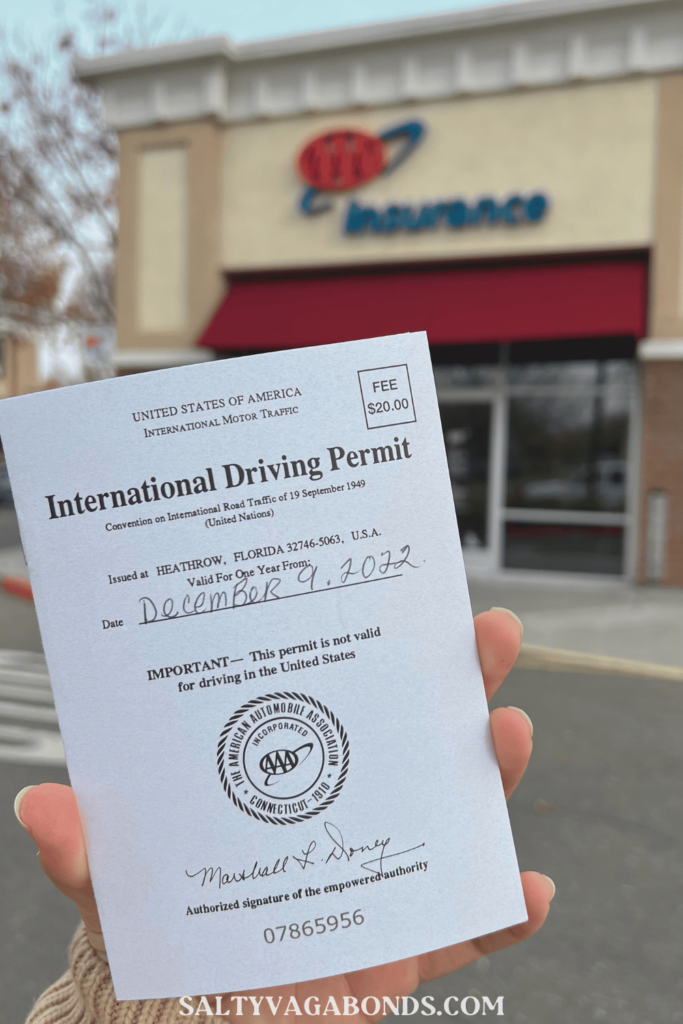 AAA
Insurance
UNITED STATES OF AMERICA
INTERNATIONAL MOTOR TRAFFIC
FEE
$20.00
International Driving Permit
Convention on International Road Traffic of 19 September 1949
(United Nations)
Issued at HEATHROW, FLORIDA 32746-5063, U.S.A.
Valid For One Year From:
Date DECEMBER 9, 2022.
IMPORTANT— This permit is not valid
for driving in the United States
THE AMERICAN AUTOMOBILE ASSOCIATION
INCORPORATED
AAA
CONNECTICUT-1910
Marshall L. Doney
Authorized signature of the empowered authority
07865956
SALTYVAGABONDS.COM